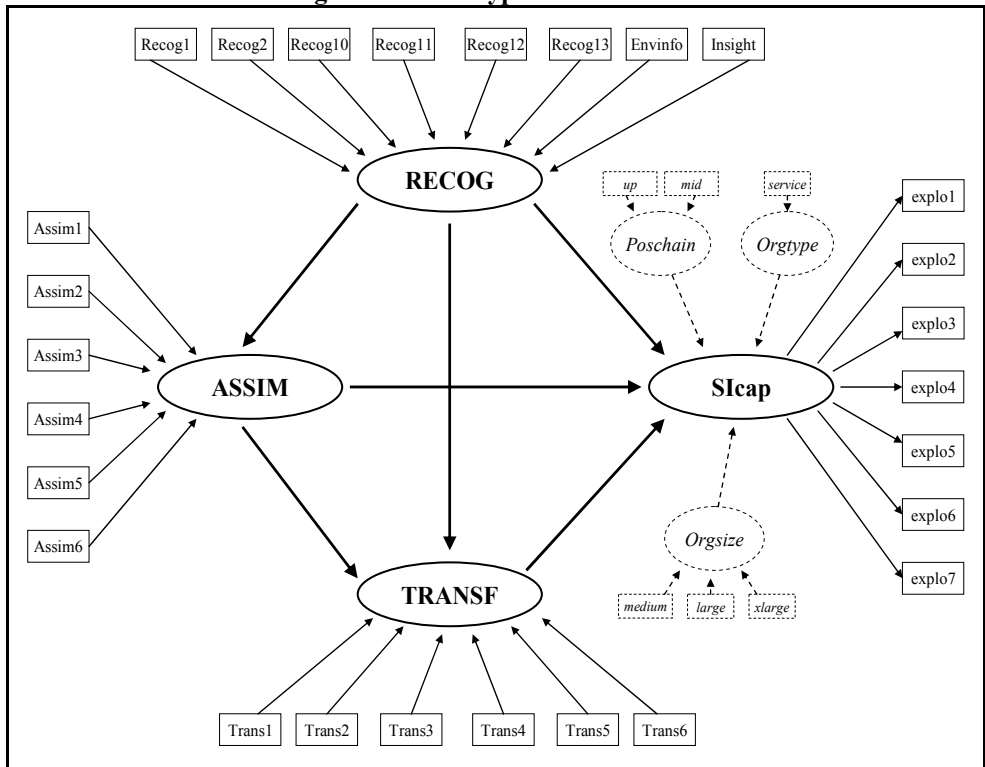 Recog1 Recog2 Recog10 Recog11 Recog12 Recog13 Envinfo Insight
RECOG
up mid service
explo1
Assim1
Poschain Orgtype
explo2
Assim2
explo3
Assim3
ASSIM SIcap explo4
Assim4
explo5
Assim5
explo6
Orgsize
Assim6
explo7
TRANSF
medium large xlarge
Trans1 Trans2 Trans3 Trans4 Trans5 Trans6